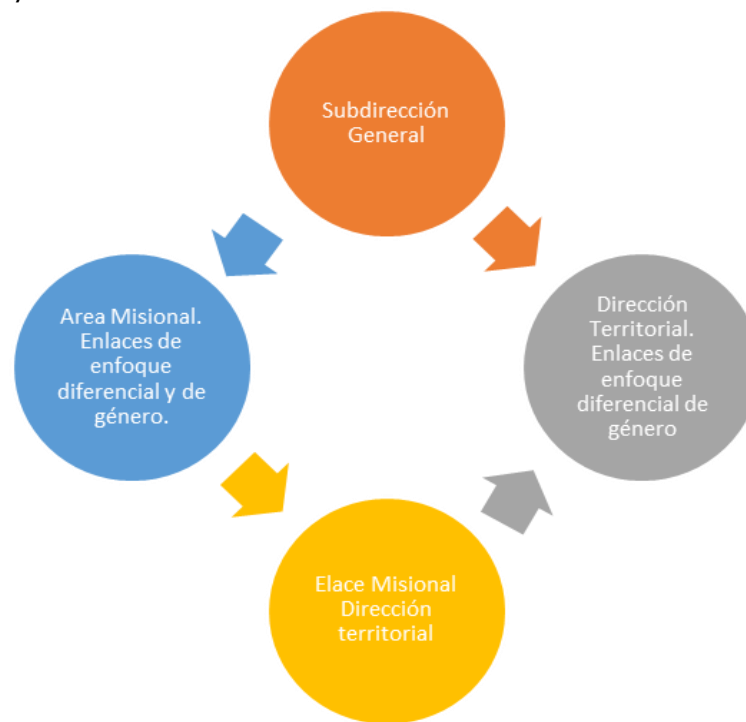 Subdirección
General
Area Misional.
Enlaces de
enfoque
diferencial y de
género.
Dirección
Territorial.
Enlaces de
enfoque
diferencial de
género
Elace Misional
Dirección
territorial